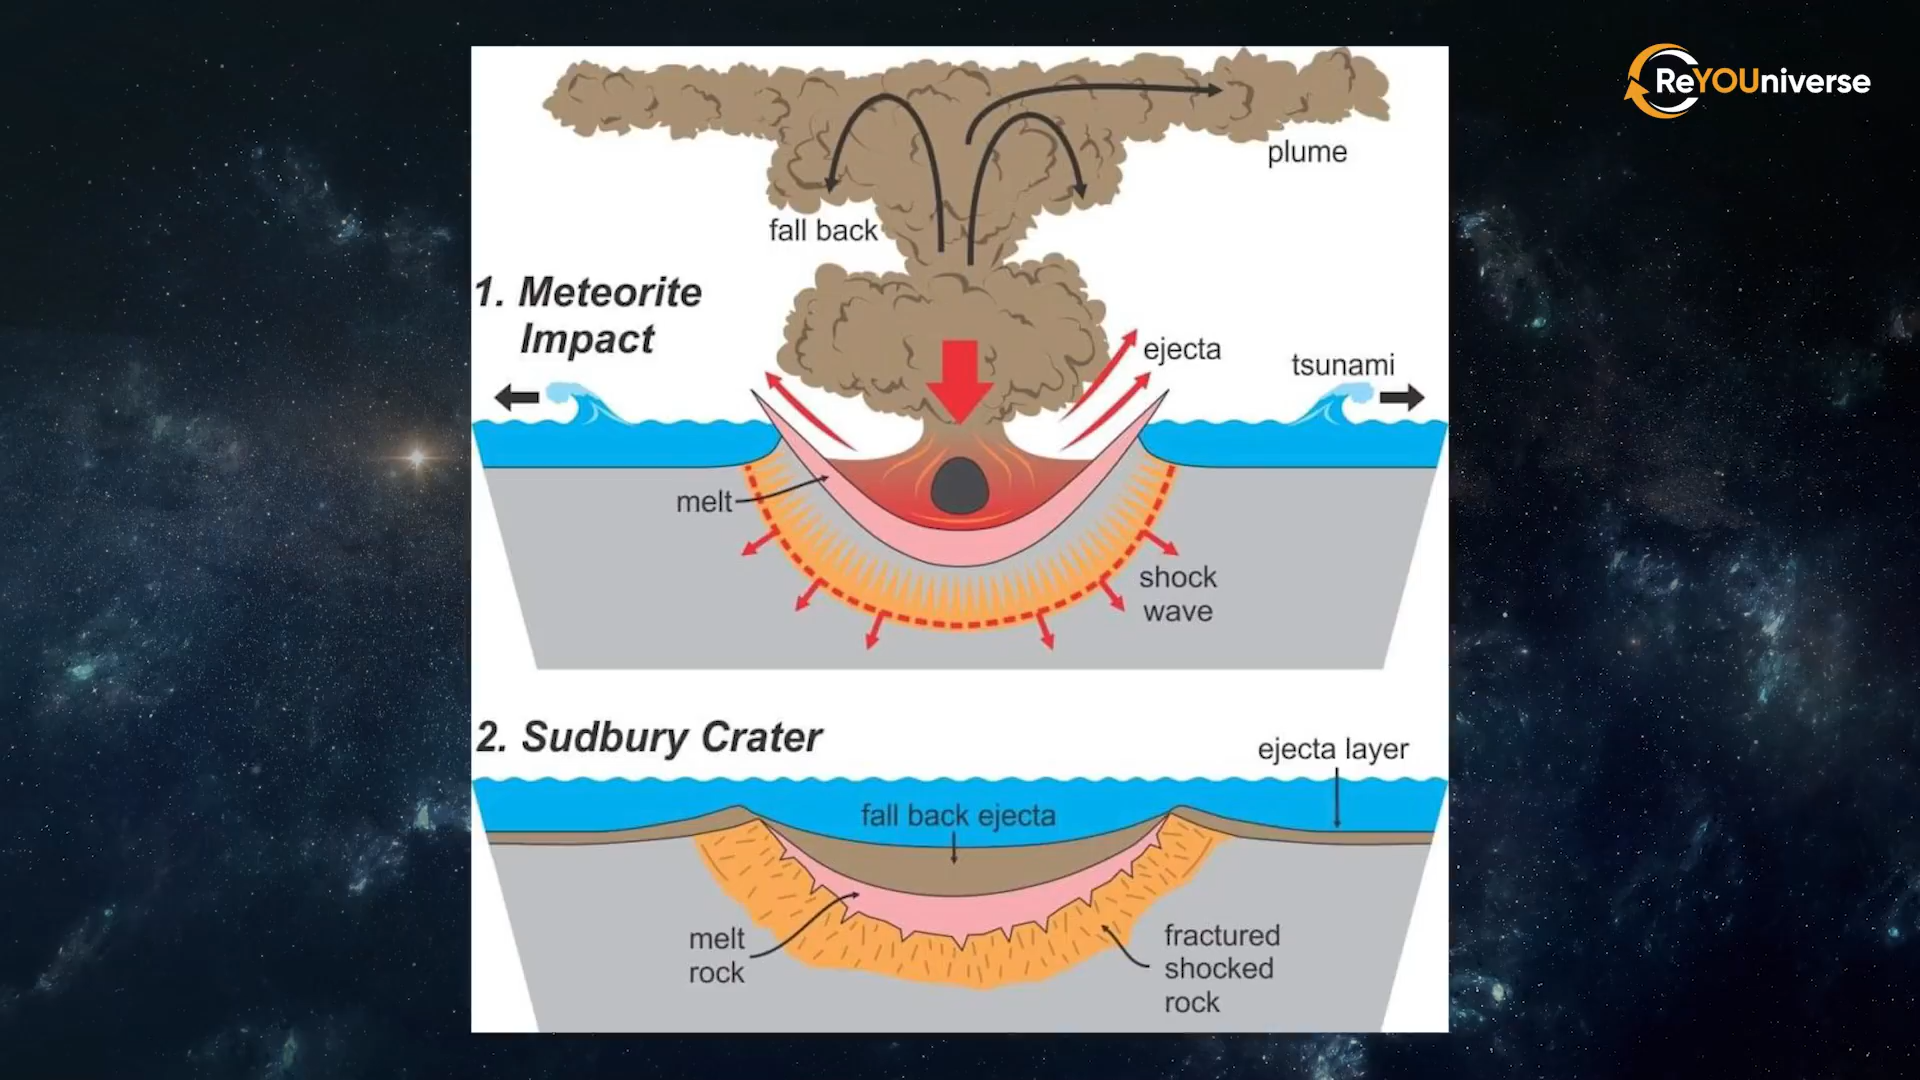 ReYOUniverse
plume
fall back
1. Meteorite
Impact
ejecta
tsunami
melt
shock
wave
2. Sudbury Crater
ejecta layer
fall back ejecta
melt
rock
fractured
shocked
rock